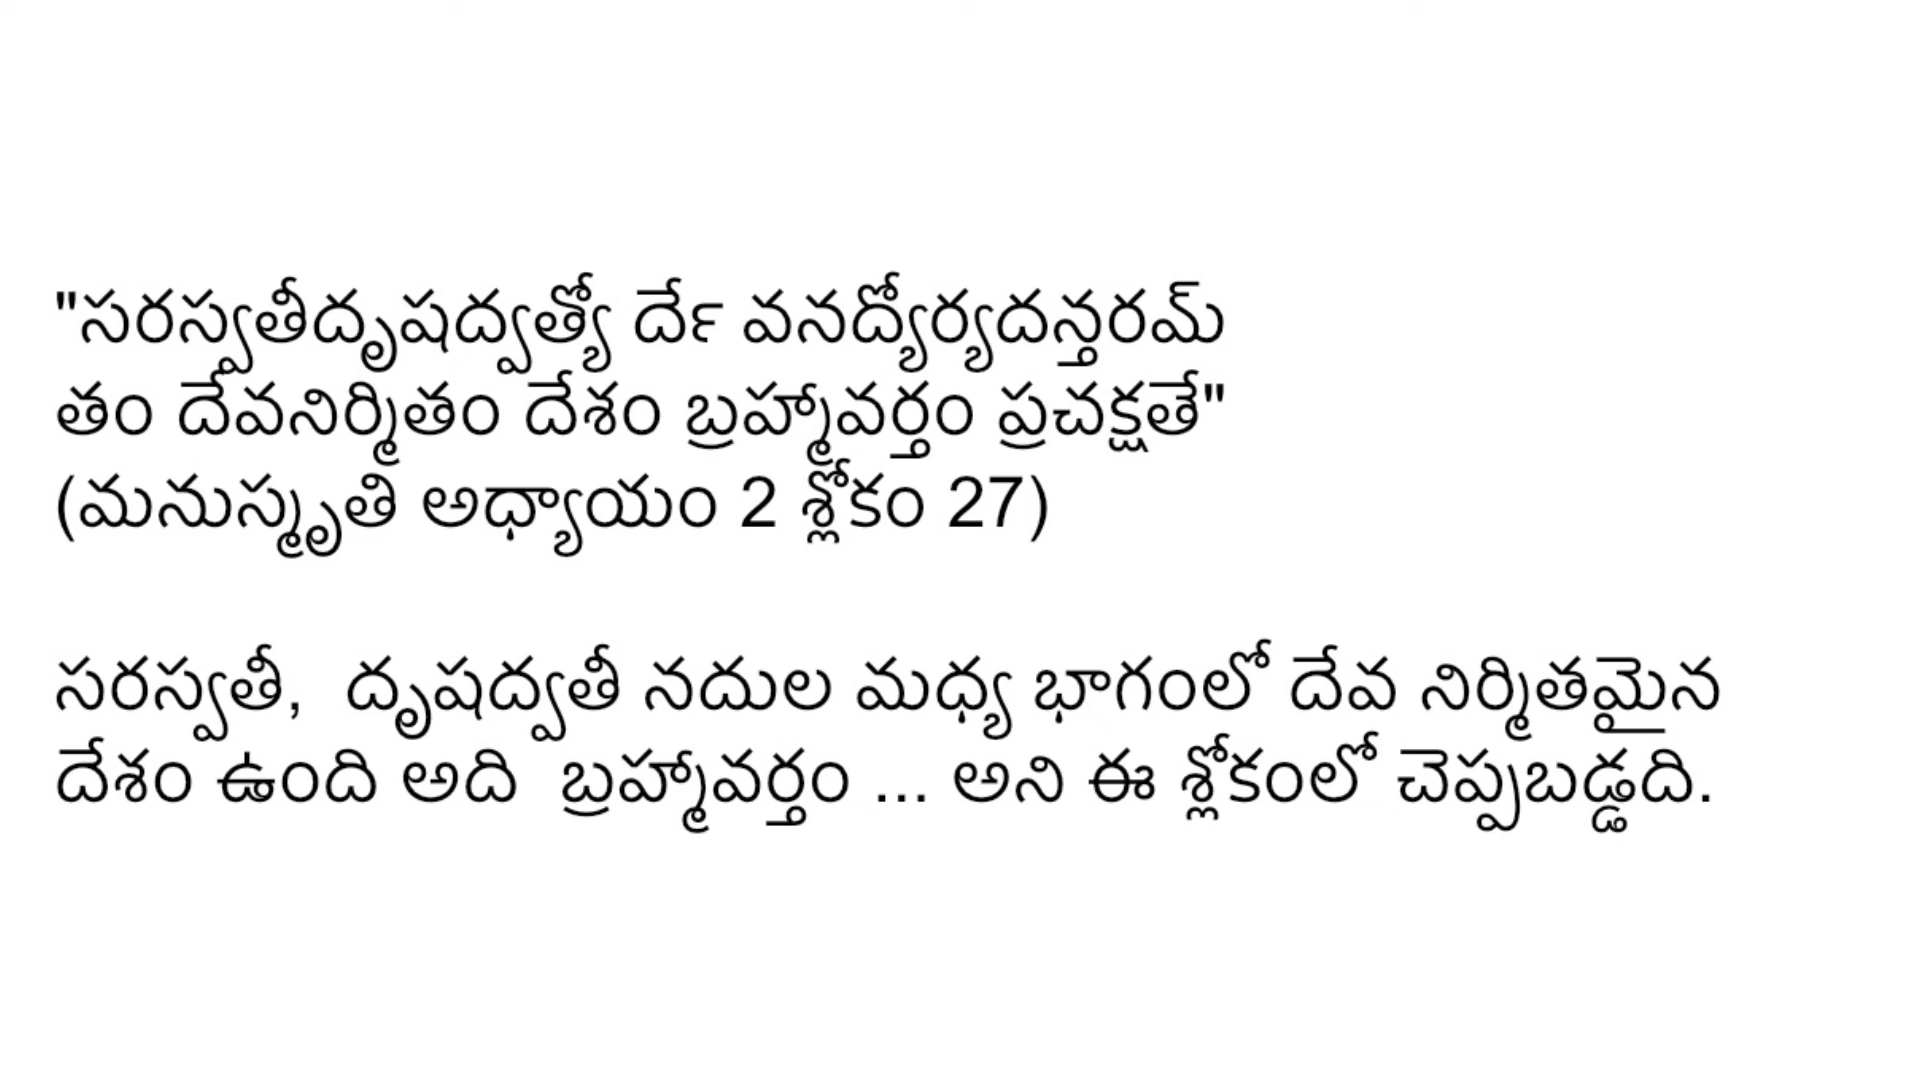 "సరస్వతీదృషద్వత్యో ర్దే వనద్యోర్యదన్తరమ్
తం దేవనిర్మితం దేశం బ్రహ్మావర్తం ప్రచక్షతే"
(మనుస్మృతి అధ్యాయం 2 శ్లోకం 27)
సరస్వతీ,  దృషద్వతీ నదుల మధ్య భాగంలో దేవ నిర్మితమైన
దేశం ఉంది అది  బ్రహ్మావర్తం ... అని ఈ శ్లోకంలో చెప్పబడ్డది.